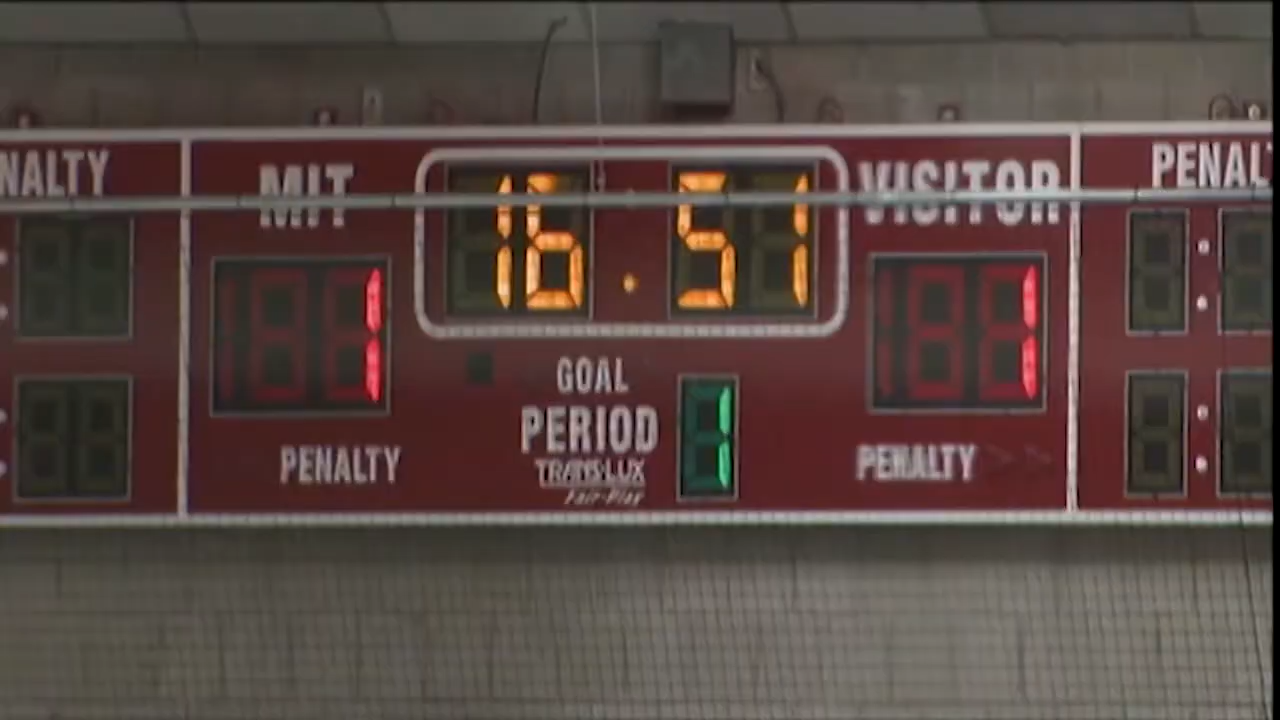 NALTY
MIT
16:51
VISITOR
PENAL
1
1
GOAL
PERIOD
1
TRANS-LUX
Fair-Play
PENALTY
PENALTY